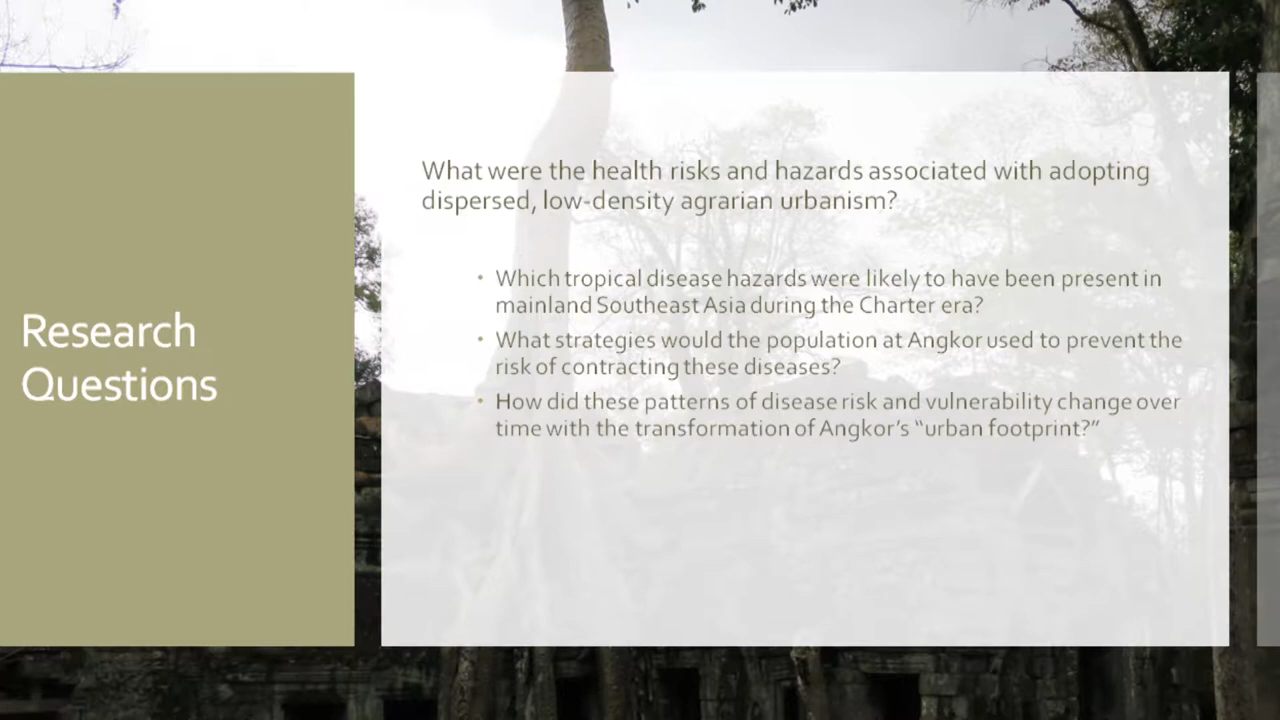 Research
Questions
What were the health risks and hazards associated with adopting
dispersed, low-density agrarian urbanism?
• Which tropical disease hazards were likely to have been present in
mainland Southeast Asia during the Charter era?
• What strategies would the population at Angkor used to prevent the
risk of contracting these diseases?
• How did these patterns of disease risk and vulnerability change over
time with the transformation of Angkor’s “urban footprint?”